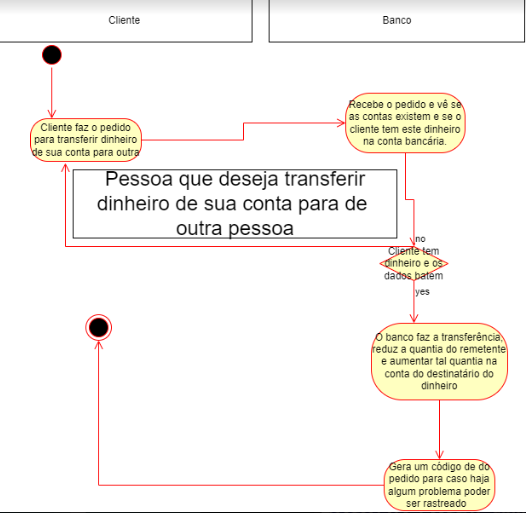 Cliente
Banco
Cliente faz o pedido
para transferir dinheiro
de sua conta para outra
Recebe o pedido e vê se
as contas existem e se o
cliente tem este dinheiro
na conta bancária.
Pessoa que deseja transferir
dinheiro de sua conta para de
outra pessoa
no
Cliente tem
dinheiro e os
dados batem
yes
O banco faz a transferência,
reduz a quantia do remetente
e aumentar tal quantia na
conta do destinatário do
dinheiro
Gera um código de do
pedido para caso haja
algum problema poder
ser rastreado